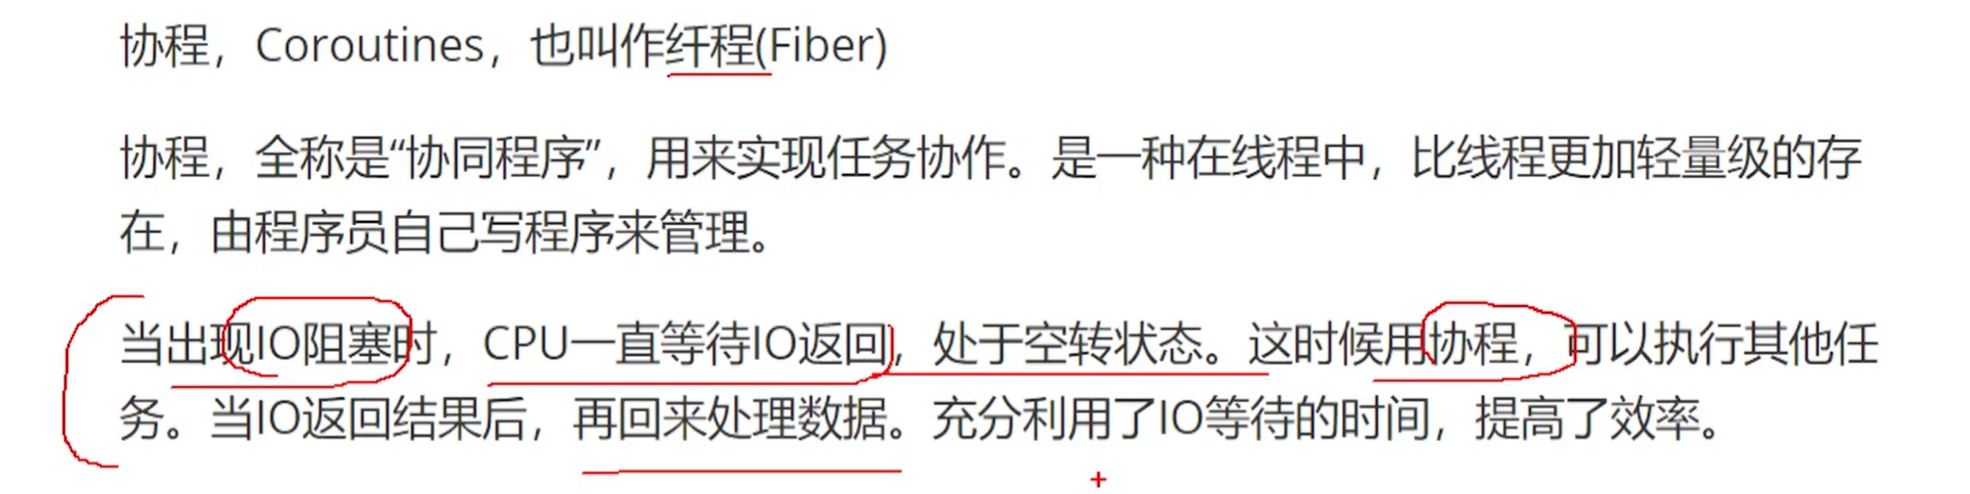 协程，Coroutines，也叫作纤程(Fiber)
协程，全称是“协同程序”，用来实现任务协作。是一种在线程中，比线程更加轻量级的存
在，由程序员自己写程序来管理。
当出现IO阻塞时，CPU一直等待IO返回，处于空转状态。这时候用协程，可以执行其他任
务。当IO返回结果后，再回来处理数据。充分利用了IO等待的时间，提高了效率。